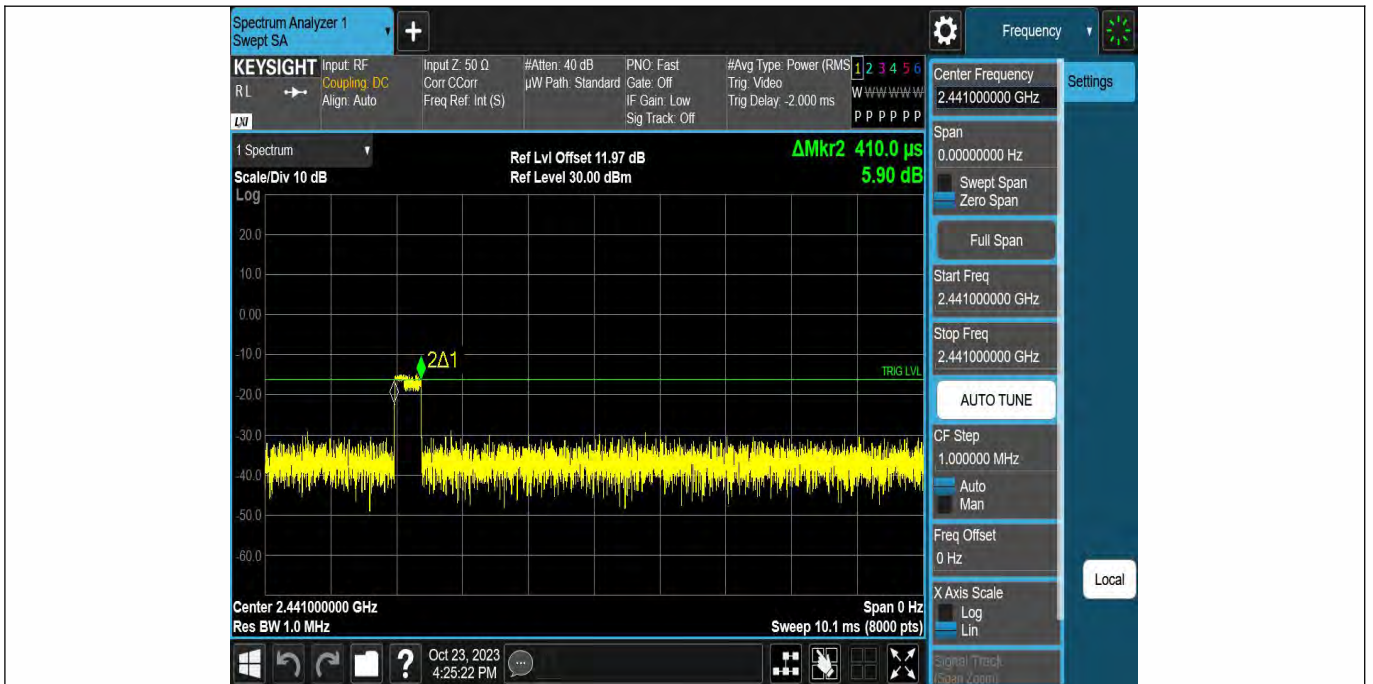 Spectrum Analyzer 1
Swept SA
+
Frequency
KEYSIGHT
RL
LXI
Input: RF
Coupling: DC
Align: Auto
Input Z: 50 Ω
Corr CCorr
Freq Ref: Int (S)
#Atten: 40 dB
µW Path: Standard
PNO: Fast
Gate: Off
IF Gain: Low
Sig Track: Off
#Avg Type: Power (RMS
Trig: Video
Trig Delay: -2.000 ms
1 2 3 4 5 6
W W W W W W
P P P P P P
1 Spectrum
Scale/Div 10 dB
Ref Lvl Offset 11.97 dB
Ref Level 30.00 dBm
ΔMkr2 410.0 µs
5.90 dB
Log
20.0
10.0
0.00
-10.0
-20.0
-30.0
-40.0
-50.0
-60.0
2Δ1
TRIG LVL
Center 2.441000000 GHz
Res BW 1.0 MHz
Span 0 Hz
Sweep 10.1 ms (8000 pts)
Center Frequency
2.441000000 GHz
Settings
Span
0.00000000 Hz
Swept Span
Zero Span
Full Span
Start Freq
2.441000000 GHz
Stop Freq
2.441000000 GHz
AUTO TUNE
CF Step
1.000000 MHz
Auto
Man
Freq Offset
0 Hz
X Axis Scale
Log
Lin
Signal Track
(Span Zoom)
Local
?
Oct 23, 2023
4:25:22 PM